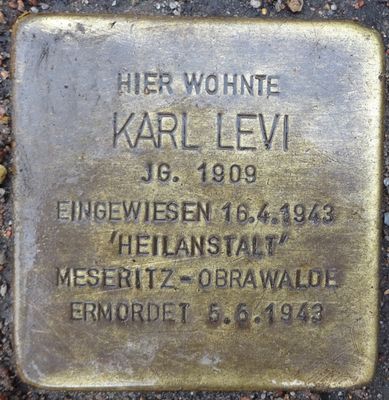 HIER WOHNTE
KARL LEVI
JG. 1909
EINGEWIESEN 16.4.1943
'HEILANSTALT'
MESERITZ-OBRAWALDE
ERMORDET 5.6.1943